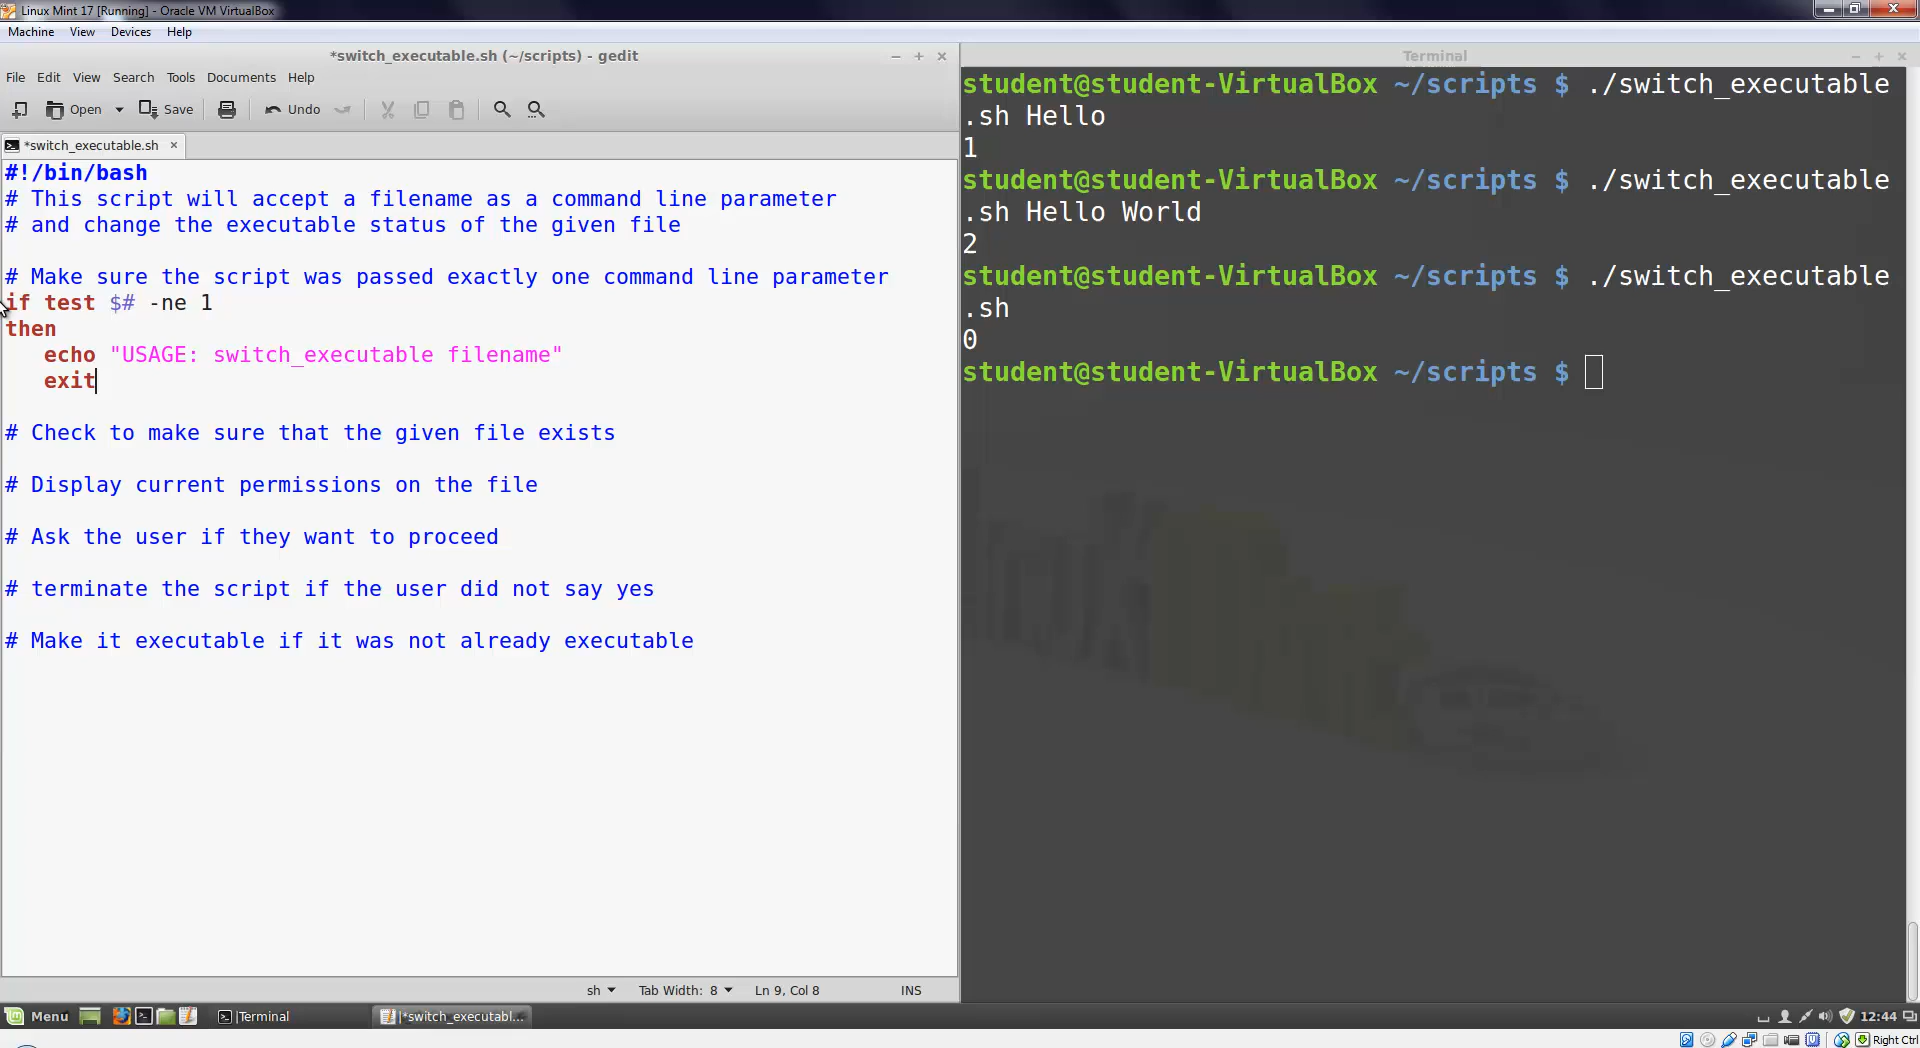 Linux Mint 17 [Running] - Oracle VM VirtualBox
Machine View Devices Help
*switch_executable.sh (~/scripts) - gedit
File Edit View Search Tools Documents Help
Open Save Undo
*switch_executable.sh
#!/bin/bash
# This script will accept a filename as a command line parameter
# and change the executable status of the given file
# Make sure the script was passed exactly one command line parameter
if test $# -ne 1
then
echo "USAGE: switch_executable filename"
exit
# Check to make sure that the given file exists
# Display current permissions on the file
# Ask the user if they want to proceed
# terminate the script if the user did not say yes
# Make it executable if it was not already executable
sh Tab Width: 8 Ln 9, Col 8 INS
Terminal
student@student-VirtualBox ~/scripts $ ./switch_executable
.sh Hello
1
student@student-VirtualBox ~/scripts $ ./switch_executable
.sh Hello World
2
student@student-VirtualBox ~/scripts $ ./switch_executable
.sh
0
student@student-VirtualBox ~/scripts $
Menu Terminal *switch_executabl... 12:44
Right Ctrl